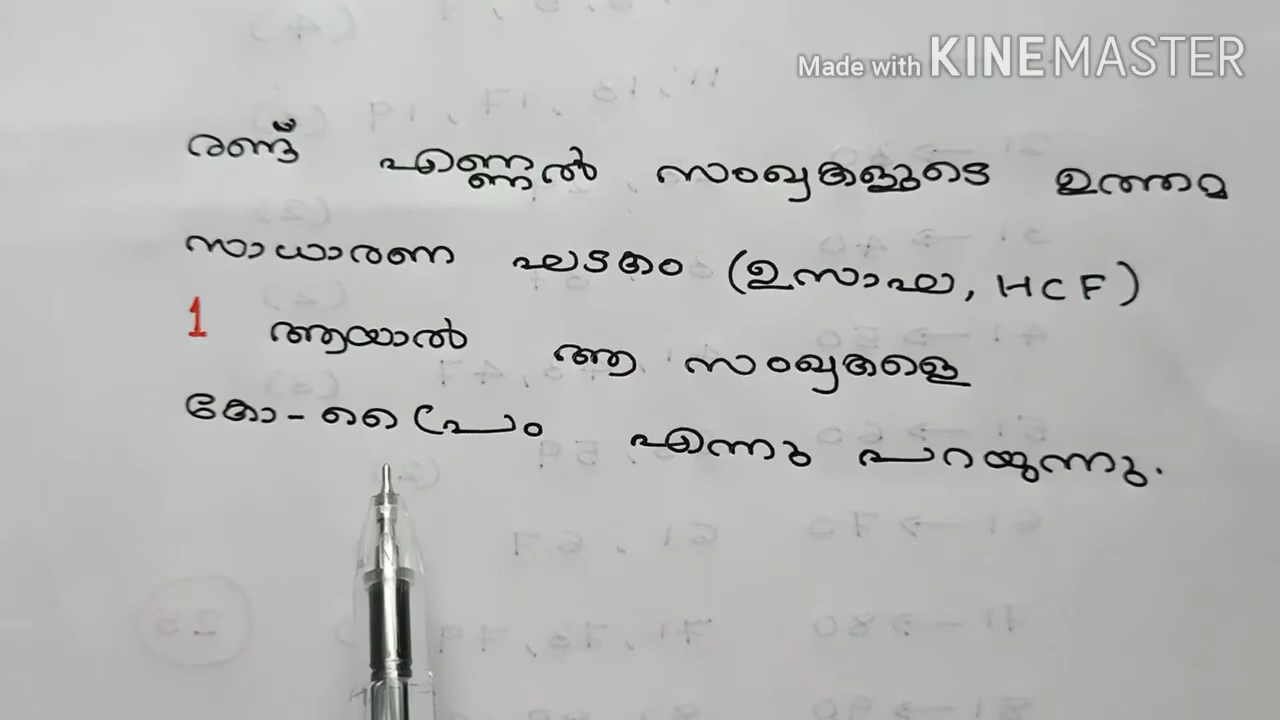 Made with KINEMASTER
രണ്ട് എണ്ണൽ സംഖ്യകളുടെ ഉത്തമ
സാധാരണ ഘടകം (ഉസാഘ, HCF)
1 ആയാൽ ആ സംഖ്യകളെ
കോ-പ്രൈം എന്നു പറയുന്നു.